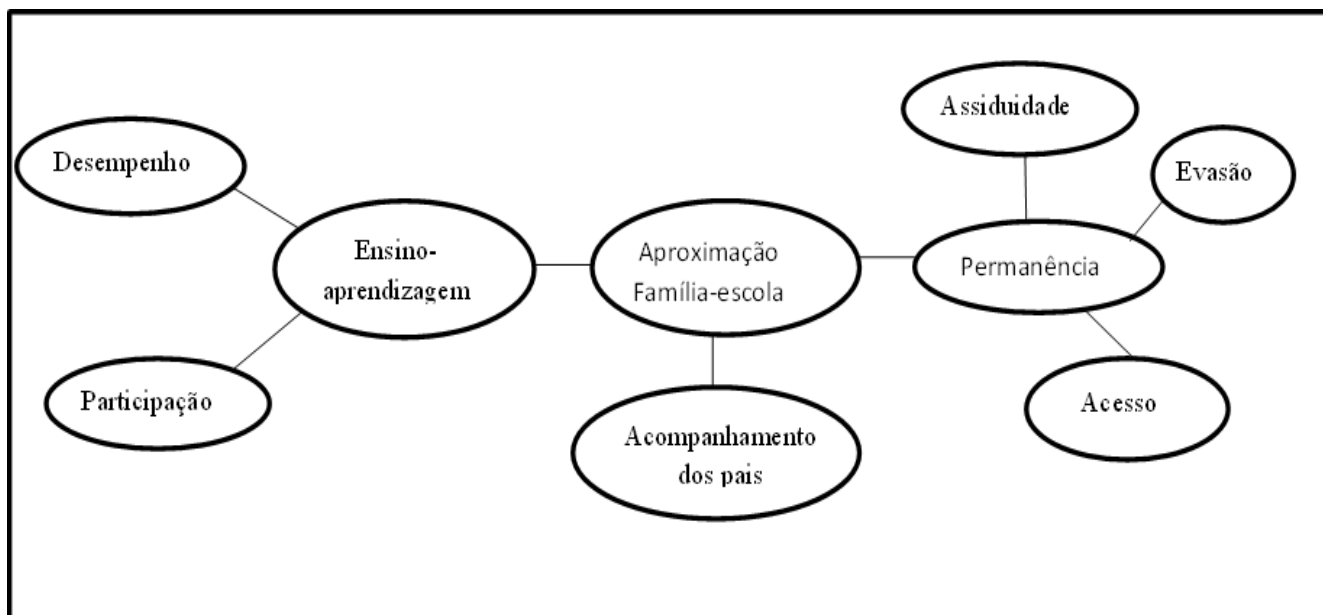 Assiduidade
Desempenho
Evasão
Ensino-
aprendizagem
Aproximação
Família-escola
Permanência
Participação
Acesso
Acompanhamento
dos pais